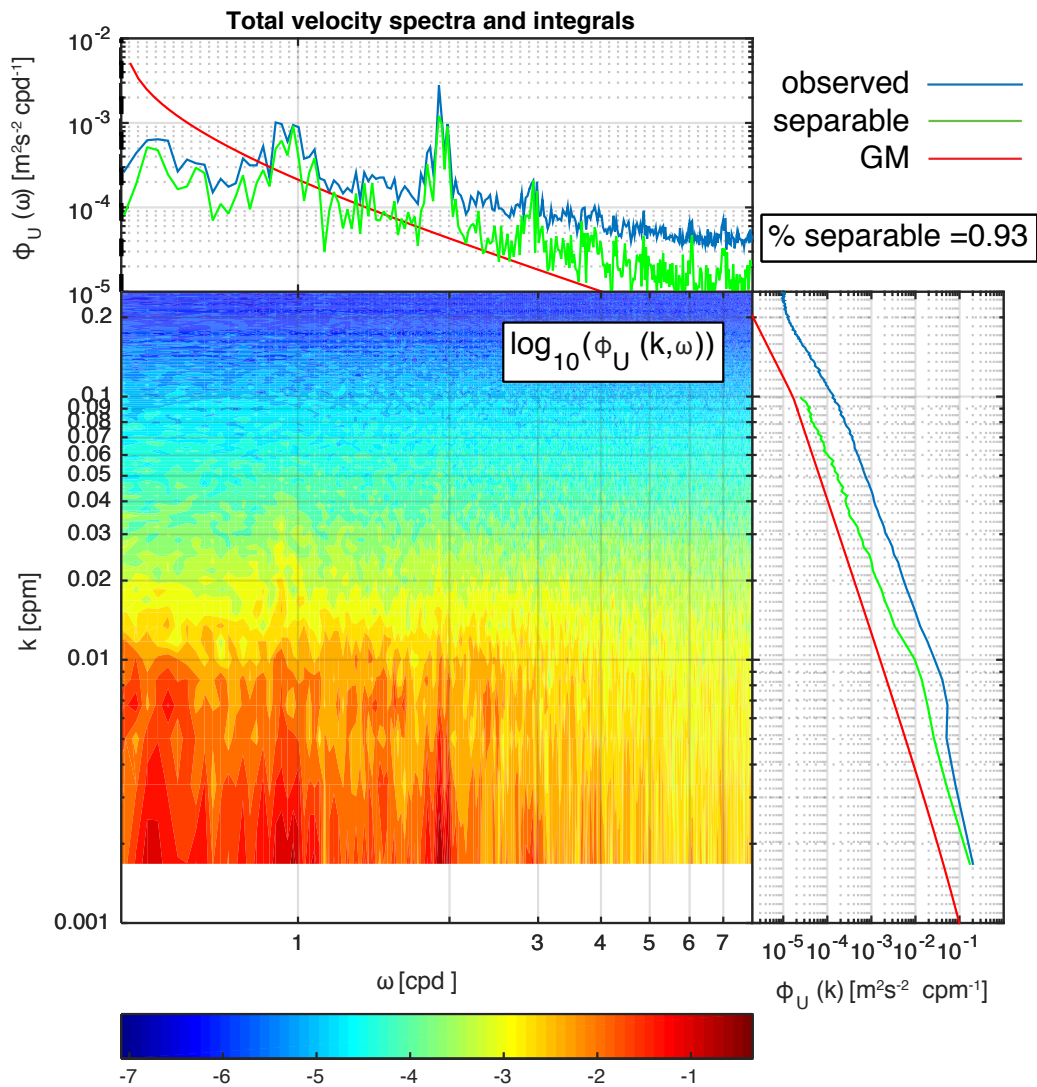 Total velocity spectra and integrals
ϕ_U (ω) [m²s⁻² cpd⁻¹]
10⁻²
10⁻³
10⁻⁴
10⁻⁵
observed
separable
GM
% separable =0.93
log₁₀(ϕ_U (k,ω))
k [cpm]
0.2
0.1
0.09
0.08
0.07
0.06
0.05
0.04
0.03
0.02
0.01
0.001
1
2
3
4
5
6
7
ω [cpd ]
10⁻⁵ 10⁻⁴ 10⁻³ 10⁻² 10⁻¹
ϕ_U (k) [m²s⁻² cpm⁻¹]
-7 -6 -5 -4 -3 -2 -1